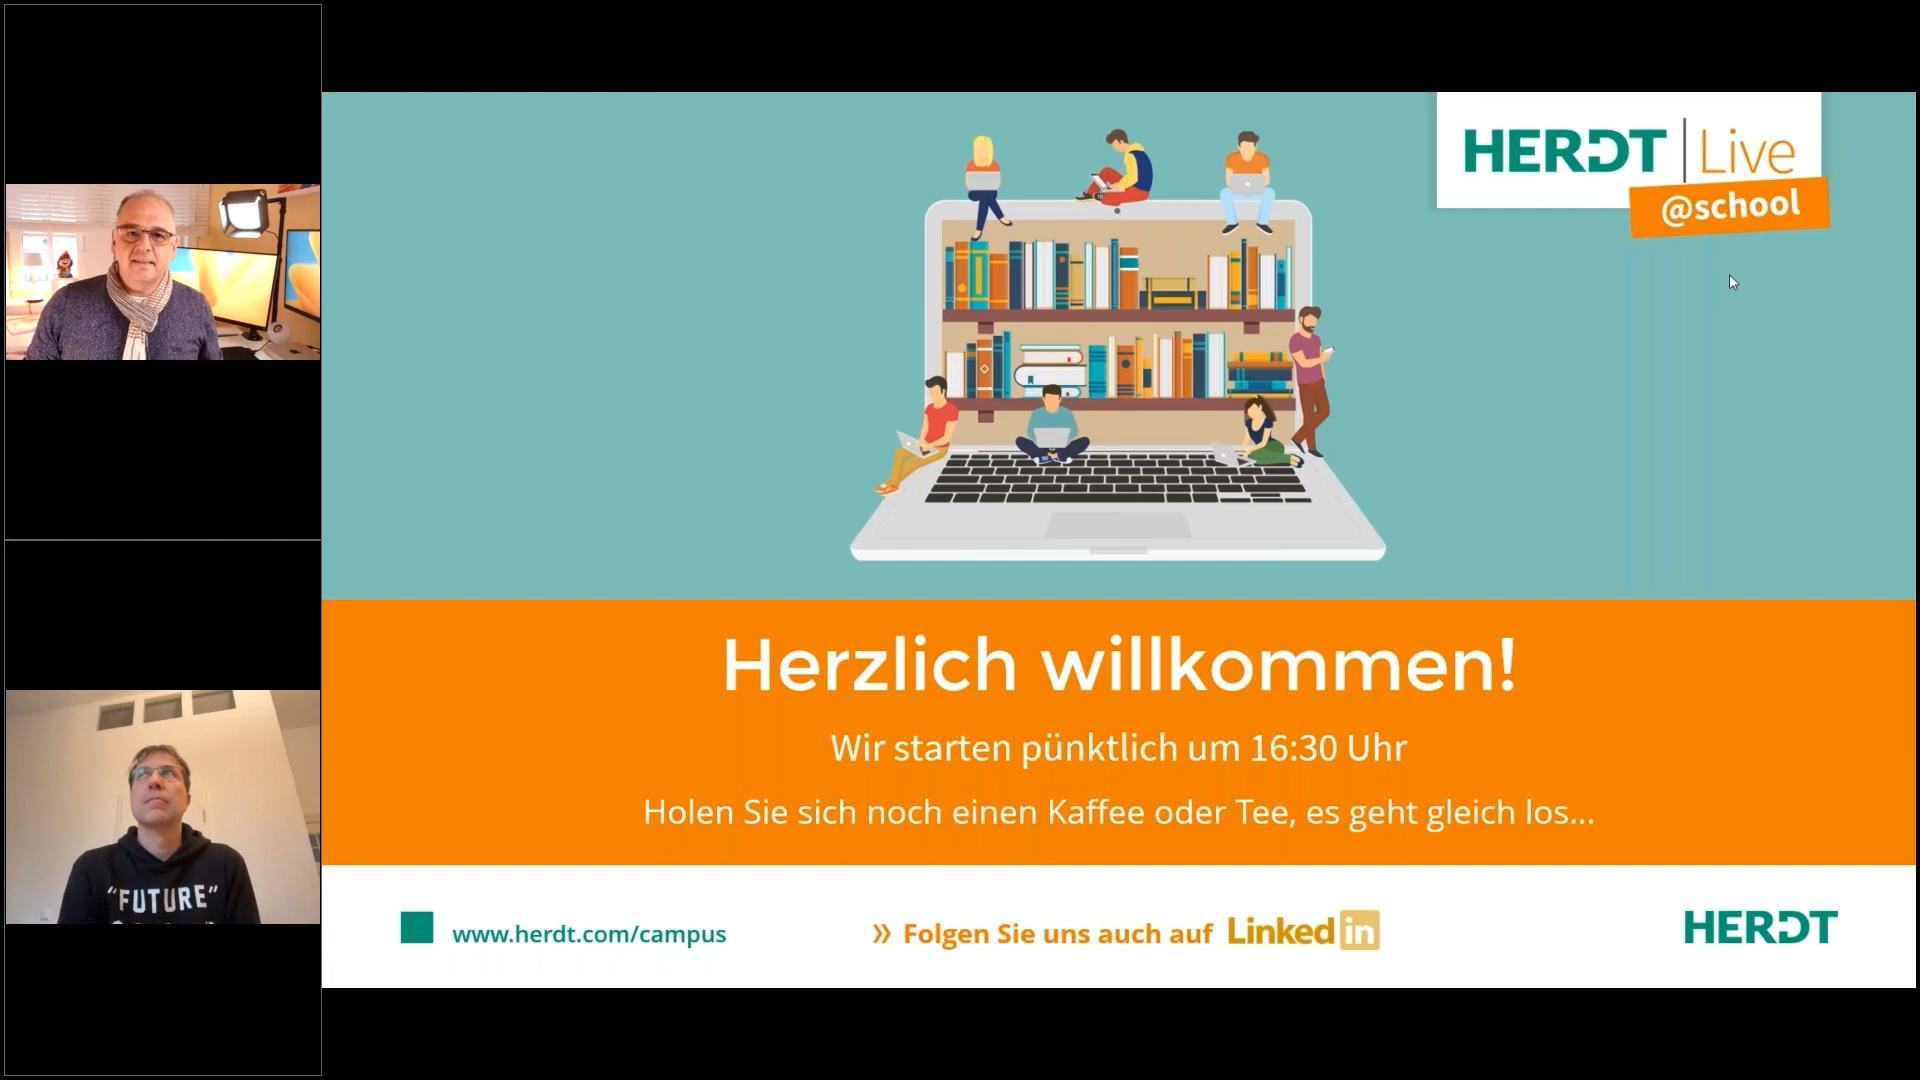 HERDT | Live
@school
Herzlich willkommen!
Wir starten pünktlich um 16:30 Uhr
Holen Sie sich noch einen Kaffee oder Tee, es geht gleich los...
www.herdt.com/campus
» Folgen Sie uns auch auf LinkedIn
HERDT
"FUTURE"